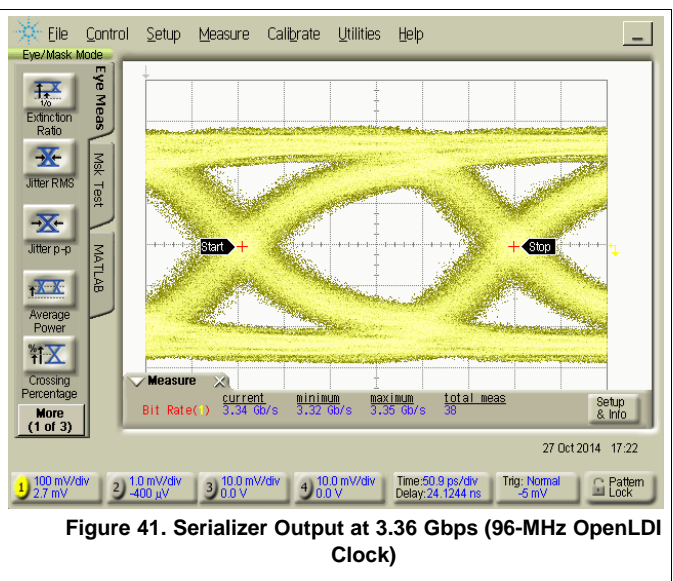 File Control Setup Measure Calibrate Utilities Help
Eye/Mask Mode
Extinction
Ratio
Jitter RMS
Jitter p-p
Average
Power
Crossing
Percentage
More
(1 of 3)
Eye Meas
Msk Test
MATLAB
1/0
%
Start
Stop
Measure
current minimum maximum total meas
Bit Rate(1) 3.34 Gb/s 3.32 Gb/s 3.35 Gb/s 38
Setup
& Info
27 Oct 2014 17:22
1 100 mV/div
2.7 mV
2 1.0 mV/div
-400 µV
3 10.0 mV/div
0.0 V
4 10.0 mV/div
0.0 V
Time:50.9 ps/div
Delay:24.1244 ns
Trig: Normal
-5 mV
Pattern
Lock
Figure 41. Serializer Output at 3.36 Gbps (96-MHz OpenLDI
Clock)